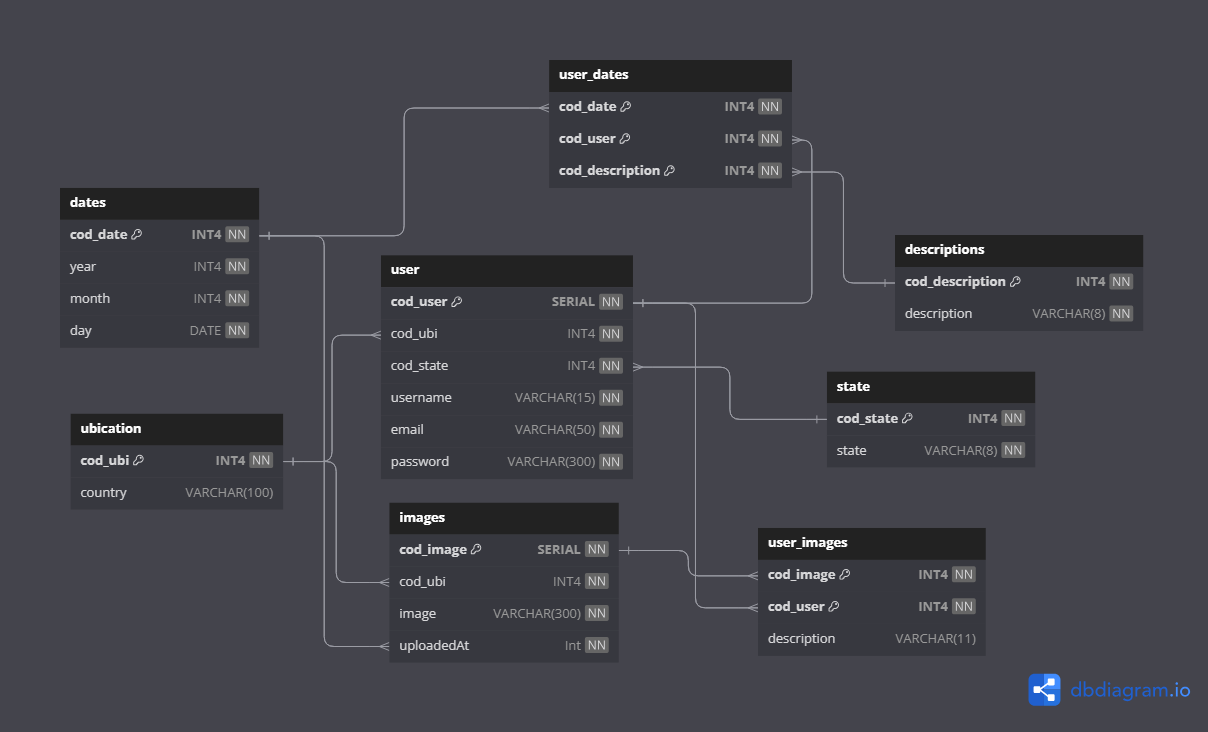 user_dates
cod_date INT4 NN
cod_user INT4 NN
cod_description INT4 NN
dates
cod_date INT4 NN
year INT4 NN
month INT4 NN
day DATE NN
user
cod_user SERIAL NN
cod_ubi INT4 NN
cod_state INT4 NN
username VARCHAR(15) NN
email VARCHAR(50) NN
password VARCHAR(300) NN
descriptions
cod_description INT4 NN
description VARCHAR(8) NN
state
cod_state INT4 NN
state VARCHAR(8) NN
ubication
cod_ubi INT4 NN
country VARCHAR(100)
images
cod_image SERIAL NN
cod_ubi INT4 NN
image VARCHAR(300) NN
uploadedAt Int NN
user_images
cod_image INT4 NN
cod_user INT4 NN
description VARCHAR(11)
dbdiagram.io